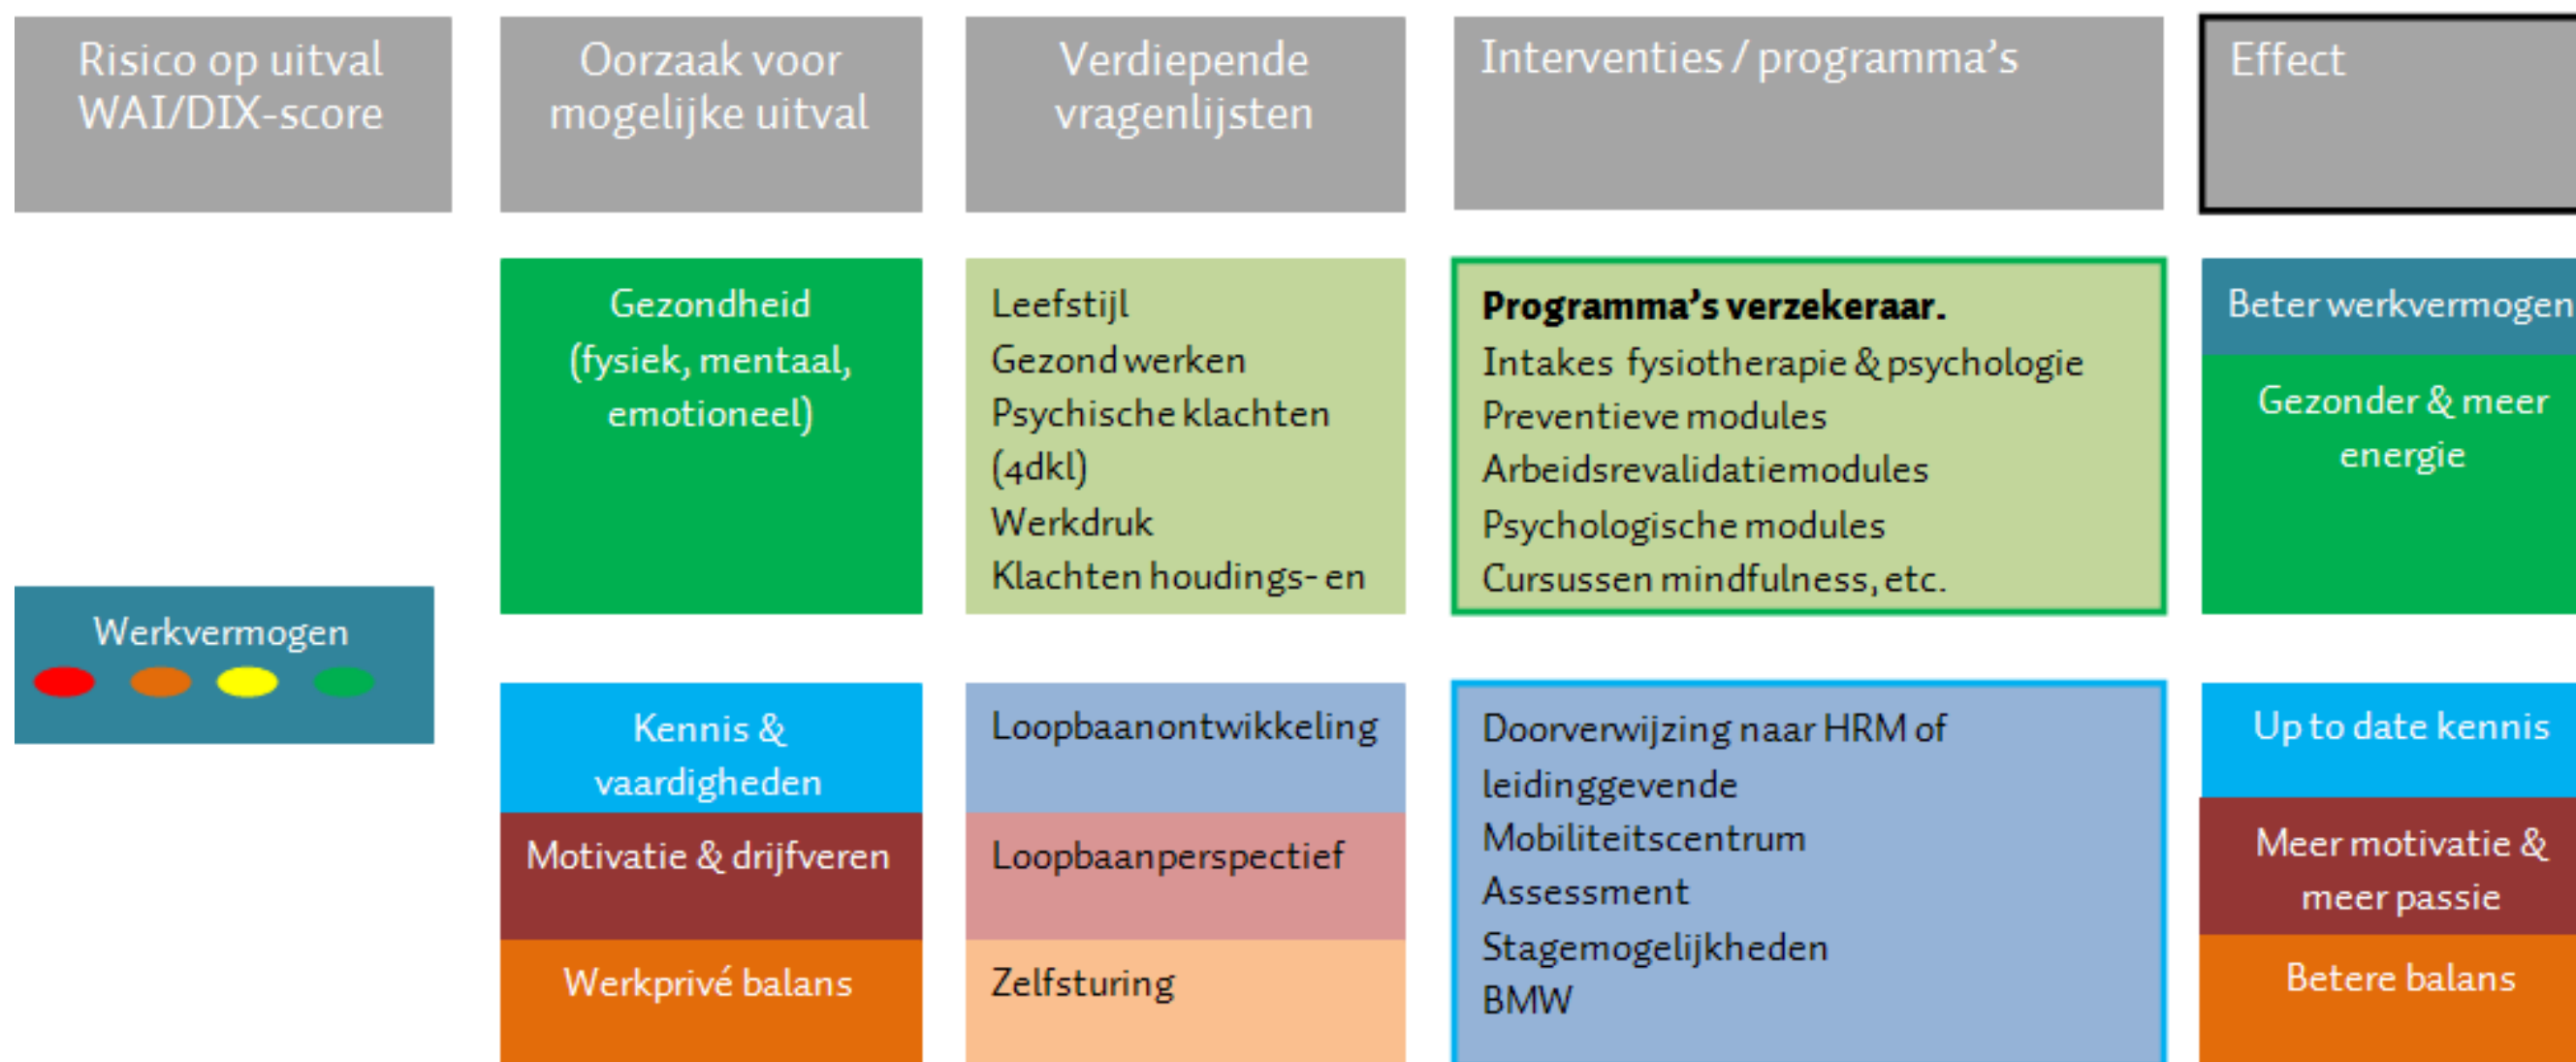 Risico op uitval
WAI/DIX-score
Oorzaak voor
mogelijke uitval
Verdiepende
vragenlijsten
Interventies / programma's
Effect
Werkvermogen
Gezondheid
(fysiek, mentaal,
emotioneel)
Leefstijl
Gezond werken
Psychische klachten
(4dkl)
Werkdruk
Klachten houdings- en
Programma's verzekeraar.
Intakes fysiotherapie & psychologie
Preventieve modules
Arbeidsrevalidatiemodules
Psychologische modules
Cursussen mindfulness, etc.
Beter werkvermogen
Gezonder & meer
energie
Kennis &
vaardigheden
Motivatie & drijfveren
Werkprivé balans
Loopbaanontwikkeling
Loopbaanperspectief
Zelfsturing
Doorverwijzing naar HRM of
leidinggevende
Mobiliteitscentrum
Assessment
Stagemogelijkheden
BMW
Up to date kennis
Meer motivatie &
meer passie
Betere balans